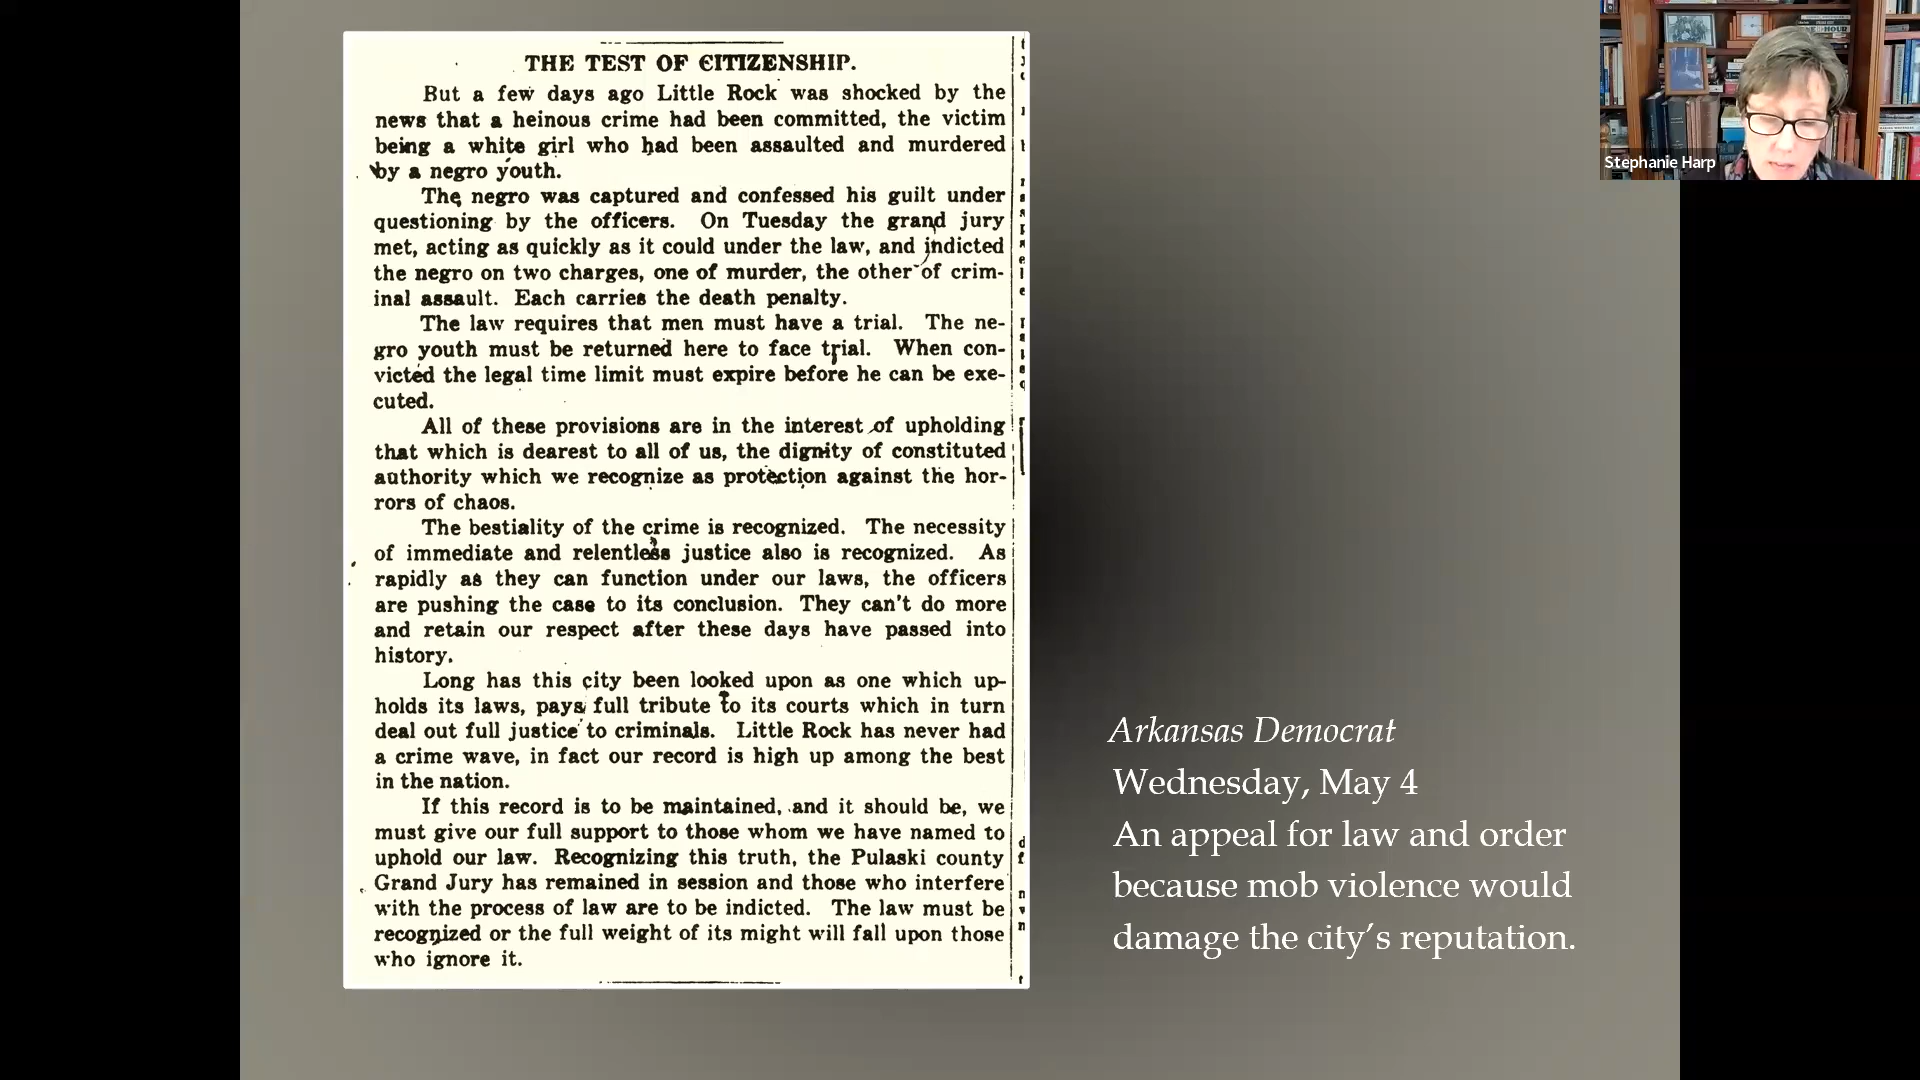 THE TEST OF CITIZENSHIP.
But a few days ago Little Rock was shocked by the
news that a heinous crime had been committed, the victim
being a white girl who had been assaulted and murdered
by a negro youth.
The negro was captured and confessed his guilt under
questioning by the officers. On Tuesday the grand jury
met, acting as quickly as it could under the law, and indicted
the negro on two charges, one of murder, the other of crim-
inal assault. Each carries the death penalty.
The law requires that men must have a trial. The ne-
gro youth must be returned here to face trial. When con-
victed the legal time limit must expire before he can be exe-
cuted.
All of these provisions are in the interest of upholding
that which is dearest to all of us, the dignity of constituted
authority which we recognize as protection against the hor-
rors of chaos.
The bestiality of the crime is recognized. The necessity
of immediate and relentless justice also is recognized. As
rapidly as they can function under our laws, the officers
are pushing the case to its conclusion. They can't do more
and retain our respect after these days have passed into
history.
Long has this city been looked upon as one which up-
holds its laws, pays full tribute to its courts which in turn
deal out full justice to criminals. Little Rock has never had
a crime wave, in fact our record is high up among the best
in the nation.
If this record is to be maintained, and it should be, we
must give our full support to those whom we have named to
uphold our law. Recognizing this truth, the Pulaski county
Grand Jury has remained in session and those who interfere
with the process of law are to be indicted. The law must be
recognized or the full weight of its might will fall upon those
who ignore it.
Arkansas Democrat
Wednesday, May 4
An appeal for law and order
because mob violence would
damage the city's reputation.
Stephanie Harp